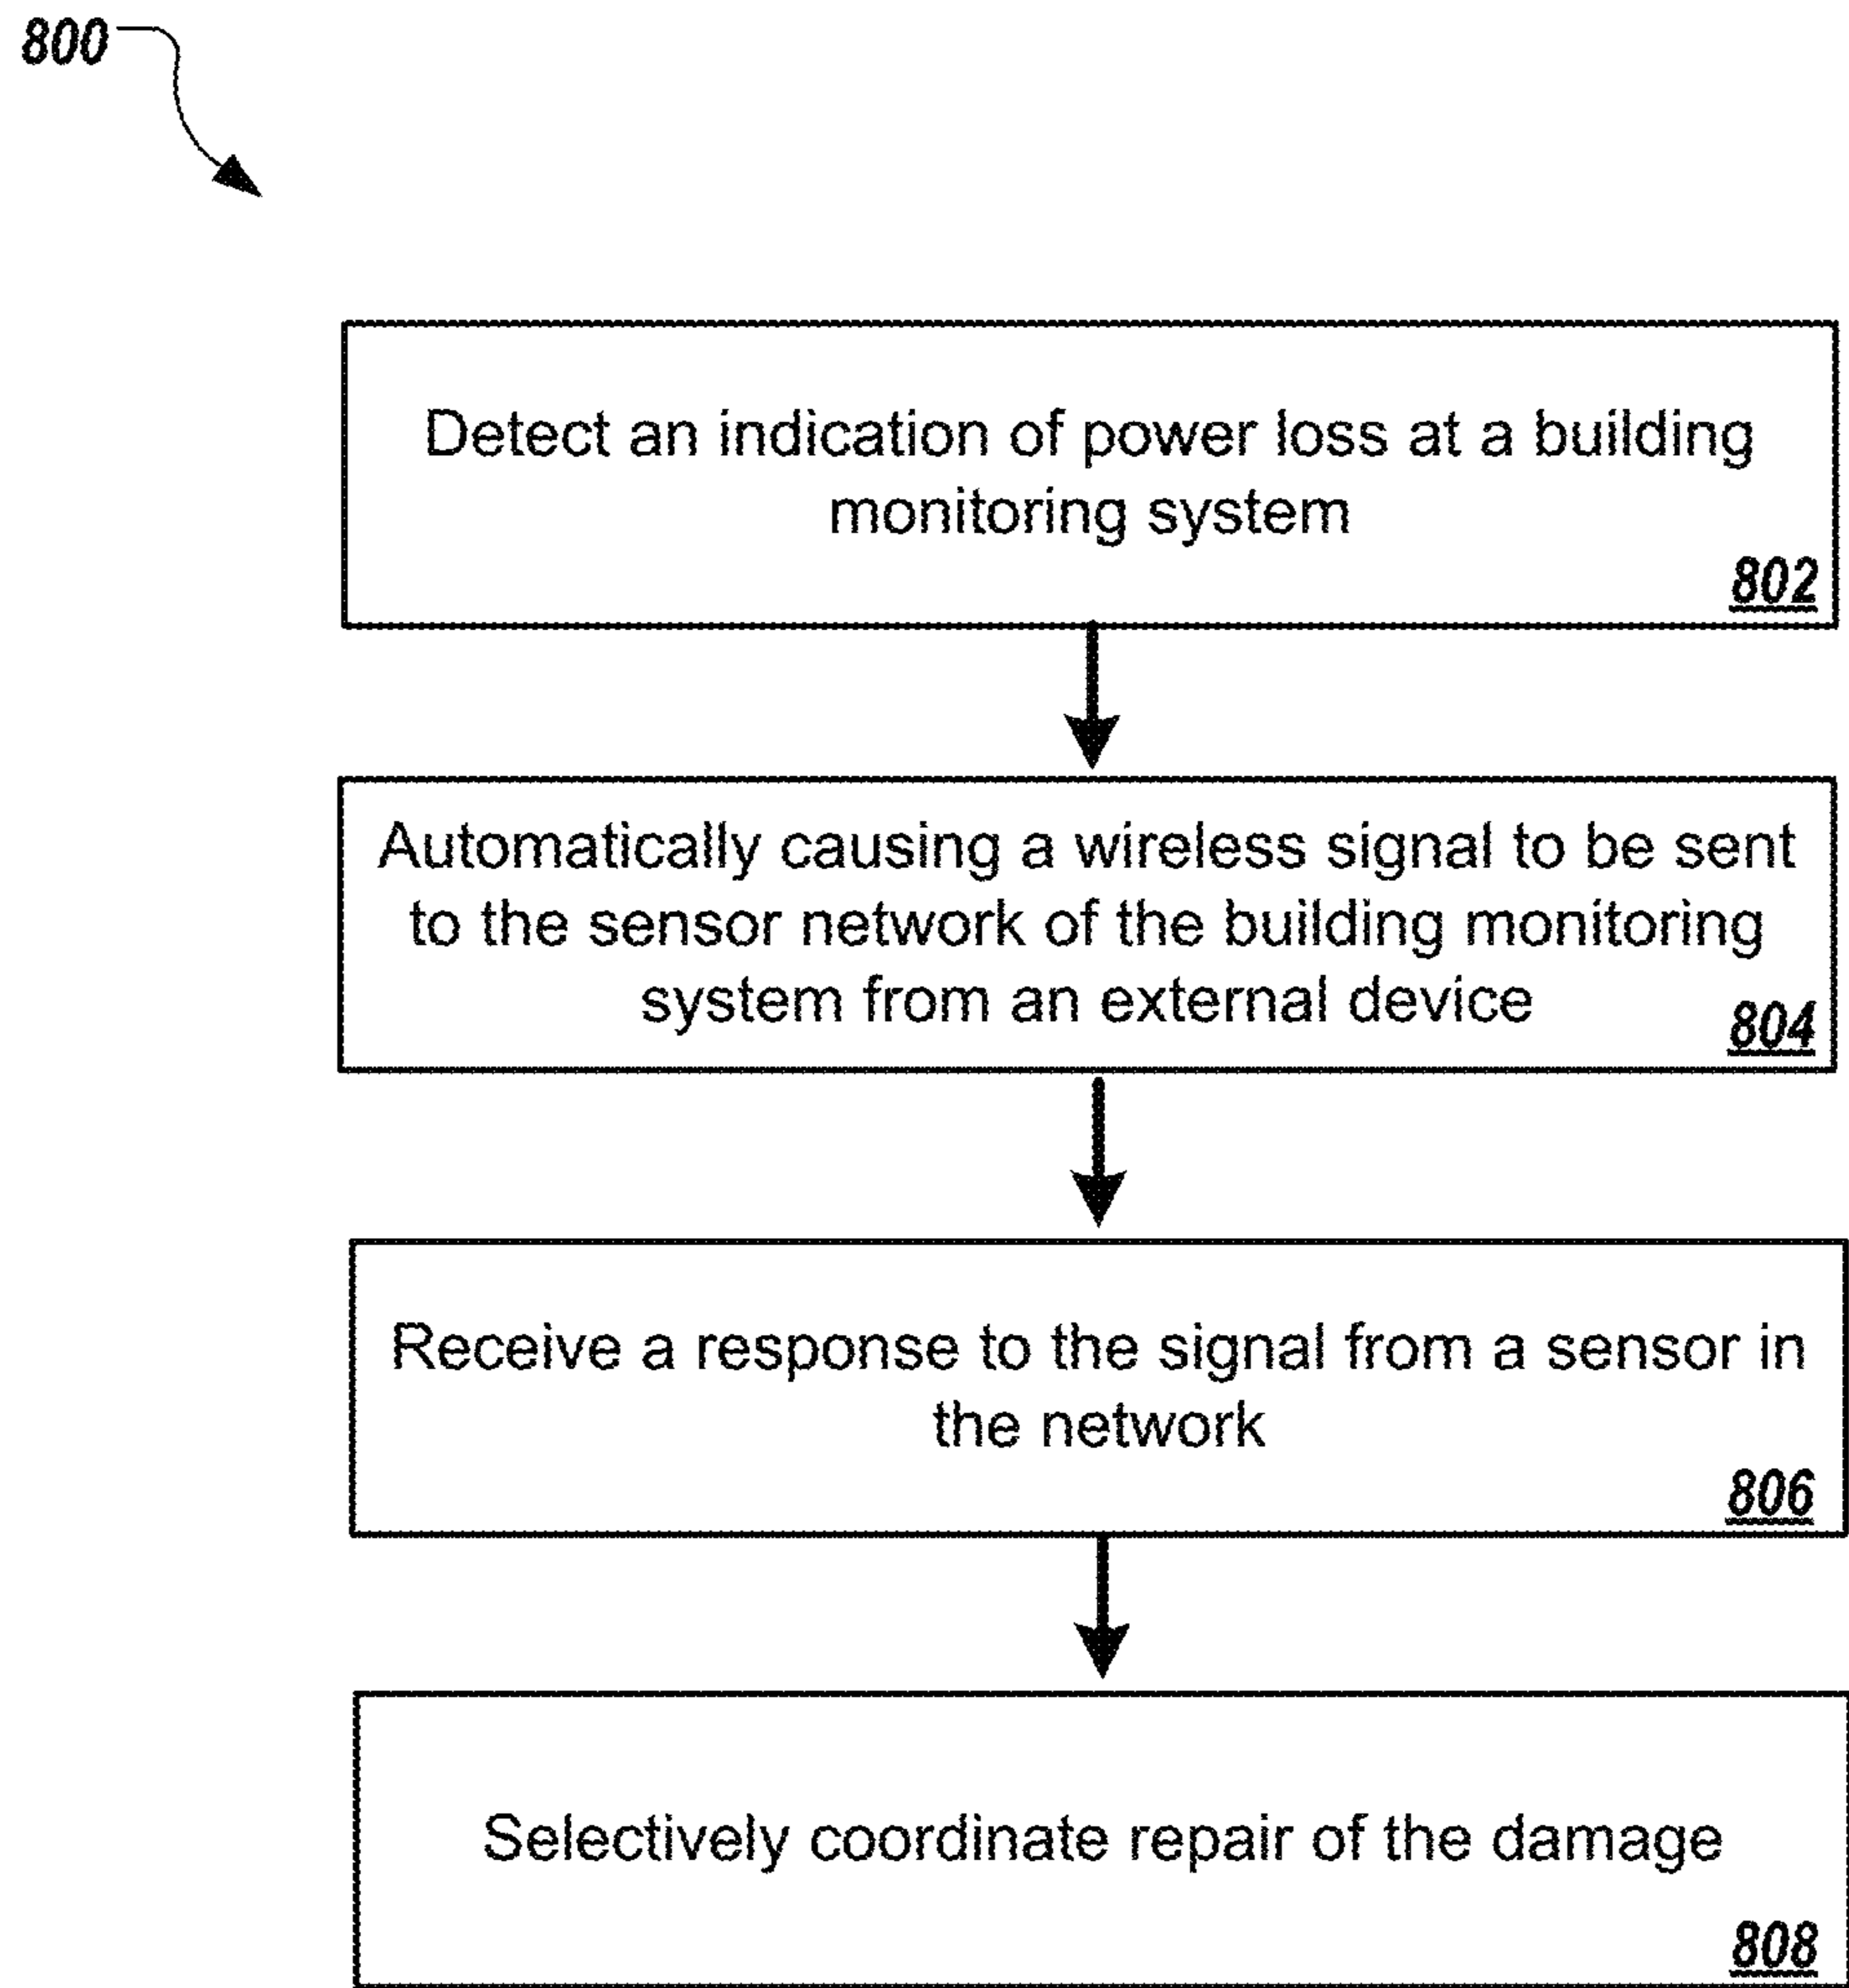 800
Detect an indication of power loss at a building
monitoring system
802
Automatically causing a wireless signal to be sent
to the sensor network of the building monitoring
system from an external device
804
Receive a response to the signal from a sensor in
the network
806
Selectively coordinate repair of the damage
808